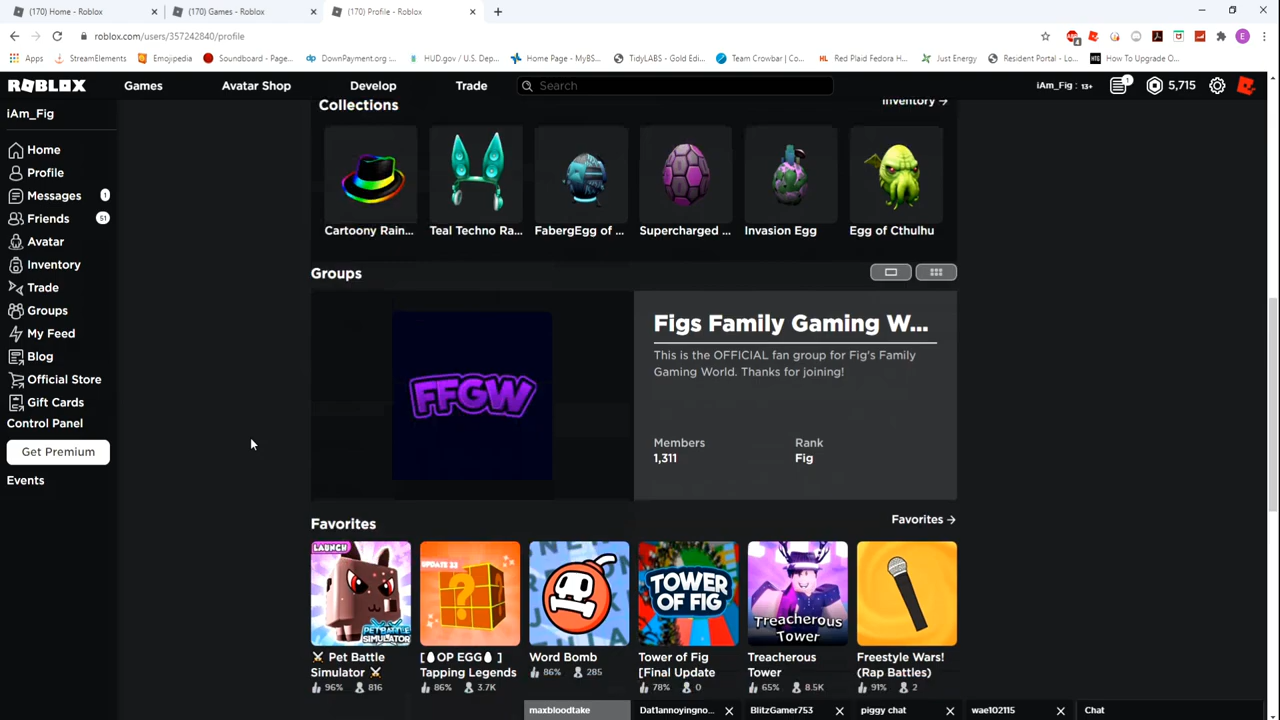 (170) Home - Roblox
(170) Games - Roblox
(170) Profile - Roblox
roblox.com/users/357242840/profile
Apps
StreamElements
Emojipedia
Soundboard - Page...
DownPayment.org: ...
HUD.gov / U.S. Dep...
Home Page - MyBS...
TidyLABS - Gold Edi...
Team Crowbar | Co...
Red Plaid Fedora H...
Just Energy
Resident Portal - Lo...
How To Upgrade O...
ROBLOX
Games
Avatar Shop
Develop
Trade
Search
iAm_Fig : 13+
1
5,715
iAm_Fig
Home
Profile
Messages
1
Friends
51
Avatar
Inventory
Trade
Groups
My Feed
Blog
Official Store
Gift Cards
Control Panel
Get Premium
Events
Collections
Inventory →
Cartoony Rain...
Teal Techno Ra...
FabergEgg of ...
Supercharged ...
Invasion Egg
Egg of Cthulhu
Groups
FFGW
Figs Family Gaming W...
This is the OFFICIAL fan group for Fig's Family
Gaming World. Thanks for joining!
Members
1,311
Rank
Fig
Favorites
Favorites →
LAUNCH
PET BATTLE
SIMULATOR
UPDATE 33
?
TOWER
OF FIG
Treacherous
Tower
⚔ Pet Battle
Simulator ⚔
96% 816
[🥚OP EGG🥚 ]
Tapping Legends
86% 3.7K
Word Bomb
86% 285
Tower of Fig
[Final Update
78% 0
Treacherous
Tower
65% 8.5K
Freestyle Wars!
(Rap Battles)
91% 2
maxbloodtake
Dat1annoyingno...
BlitzGamer753
piggy chat
wae102115
Chat